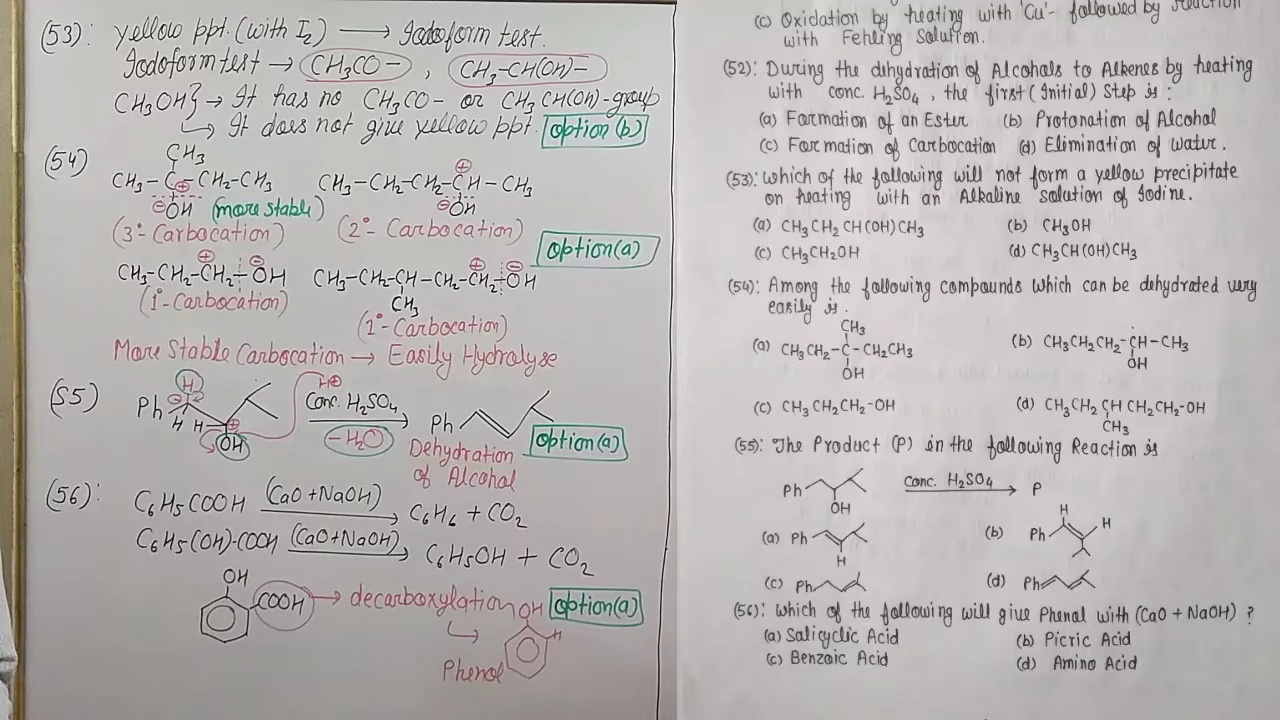 (53): yellow ppt.(with I₂) ⟶ Iodoform test.
Iodoform test → CH₃CO – , CH₃–CH(OH)–
CH₃OH} → It has no CH₃CO– or CH₃CH(OH)-group
↳ It does not give yellow ppt. option(b)
(54)
CH₃
CH₃–C–CH₂–CH₃ CH₃–CH₂–CH₂–CH–CH₃
⊕ ⊕
⊖OH (more stable) ⊖OH
(3°-Carbocation) (2°- Carbocation)
option(a)
⊕ ⊖ ⊕ ⊖
CH₃–CH₂–CH₂–OH CH₃–CH₂–CH–CH₂–CH₂–OH
CH₃
(1°-Carbocation) (1°-Carbocation)
More Stable Carbocation → Easily Hydrolyse
(55)
H H⊕
Ph ⊖ Conc. H₂SO₄ Ph
H H ⊕ –H₂O option(a)
OH Dehydration
of Alcohol
(56):
C₆H₅COOH (CaO+NaOH) ⟶ C₆H₆ + CO₂
C₆H₅(OH)·COOH (CaO+NaOH) ⟶ C₆H₅OH + CO₂
OH
COOH → decarboxylation option(a)
OH
H
Phenol
(c) Oxidation by heating with 'Cu'- followed by reaction
with Fehling Solution.
(52): During the dehydration of Alcohols to Alkenes by heating
with conc. H₂SO₄, the first (Initial) Step is :
(a) Formation of an Ester (b) Protonation of Alcohol
(c) Formation of Carbocation (d) Elimination of water.
(53): which of the following will not form a yellow precipitate
on heating with an Alkaline solution of Iodine.
(a) CH₃CH₂CH(OH)CH₃ (b) CH₃OH
(c) CH₃CH₂OH (d) CH₃CH(OH)CH₃
(54): Among the following compounds which can be dehydrated very
easily is .
CH₃
(a) CH₃CH₂–C–CH₂CH₃ (b) CH₃CH₂CH₂–CH–CH₃
OH OH
(c) CH₃CH₂CH₂-OH (d) CH₃CH₂CHCH₂CH₂-OH
CH₃
(55): The Product (P) in the following Reaction is
Ph Conc. H₂SO₄ ⟶ P
OH
(a) Ph H (b) Ph H H
(c) Ph (d) Ph
(56): which of the following will give Phenol with (CaO + NaOH) ?
(a) Salicyclic Acid (b) Picric Acid
(c) Benzoic Acid (d) Amino Acid